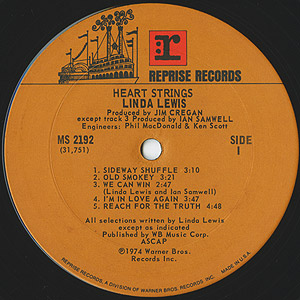 r
REPRISE RECORDS
HEART STRINGS
LINDA LEWIS
Produced by JIM CREGAN
except track 3 Produced by IAN SAMWELL
Engineers: Phil MacDonald & Ken Scott
MS 2192
(31,751)
SIDE
1
1. SIDEWAY SHUFFLE 3:10
2. OLD SMOKEY 3:21
3. WE CAN WIN 2:47
(Linda Lewis and Ian Samwell)
4. I'M IN LOVE AGAIN 3:47
5. REACH FOR THE TRUTH 4:48
All selections written by Linda Lewis
except as indicated
Published by WB Music Corp.
ASCAP
℗1974 Warner Bros.
Records Inc.
REPRISE RECORDS, A DIVISION OF WARNER BROS. RECORDS INC.
MADE IN U.S.A.